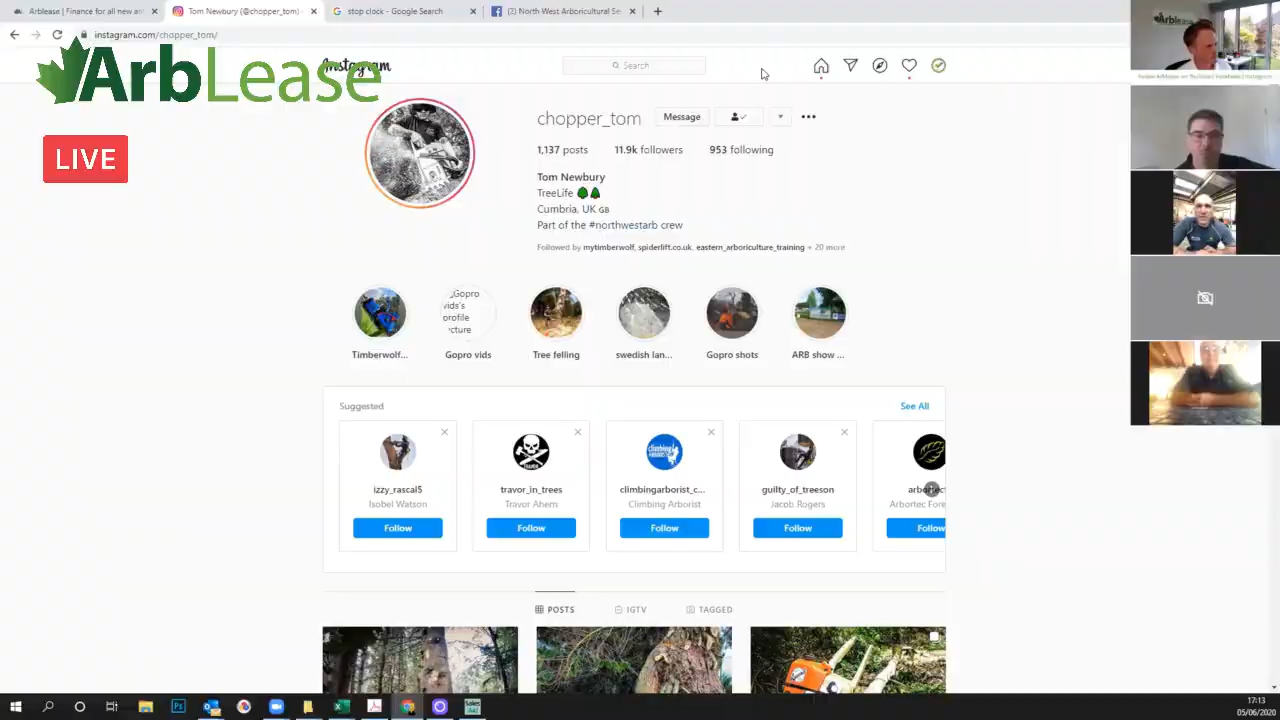 Arblease | Finance for all new an
Tom Newbury (@chopper_tom) •
stop clock - Google Search
(2) North West Arboricultural Se
instagram.com/chopper_tom/
Instagram
Search
ArbLease
LIVE
chopper_tom
Message
1,137 posts 11.9k followers 953 following
Tom Newbury
TreeLife
Cumbria, UK GB
Part of the #northwestarb crew
Followed by mytimberwolf, spiderlift.co.uk, eastern_arboriculture_training + 20 more
Timberwolf...
Gopro vids's profile
Gopro vids
Tree felling
swedish lan...
Gopro shots
ARB show ...
Suggested
See All
izzy_rascal5
Isobel Watson
Follow
travor_in_trees
Travor Ahern
Follow
climbingarborist_c...
Climbing Arborist
Follow
guilty_of_treeson
Jacob Rogers
Follow
Arbortec Fore
Follow
POSTS
IGTV
TAGGED
17:13
05/06/2020